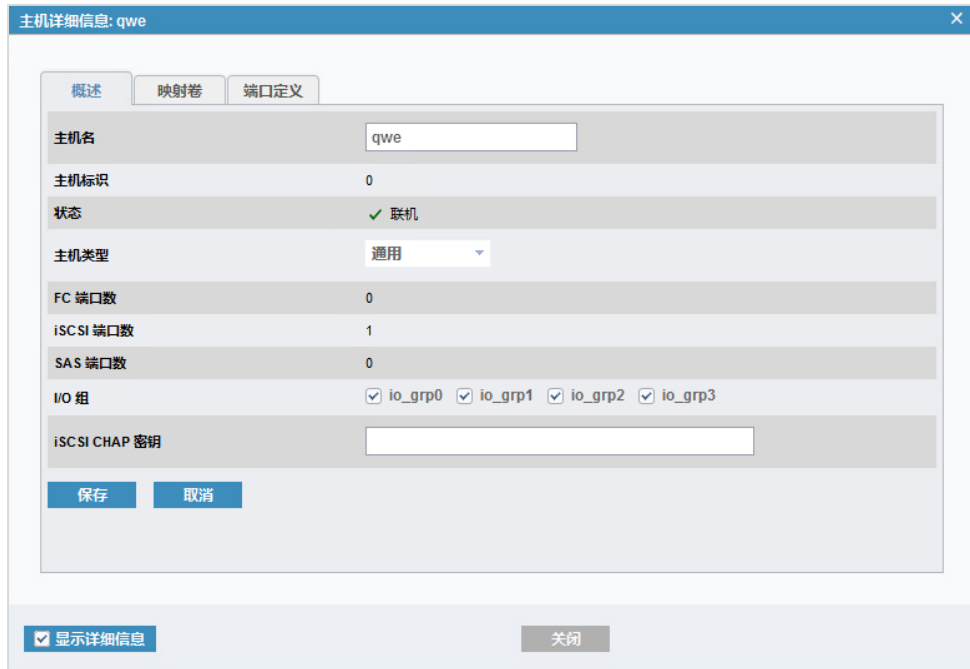 主机详细信息: qwe
概述 映射卷 端口定义
主机名 qwe
主机标识 0
状态 联机
主机类型 通用
FC 端口数 0
iSCSI 端口数 1
SAS 端口数 0
I/O 组 io_grp0 io_grp1 io_grp2 io_grp3
iSCSI CHAP 密钥
保存 取消
显示详细信息 关闭